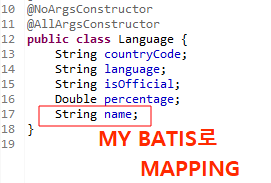 10 @NoArgsConstructor
11 @AllArgsConstructor
12 public class Language {
13 String countryCode;
14 String language;
15 String isOfficial;
16 Double percentage;
17 String name;
18 }
MY BATIS로
MAPPING